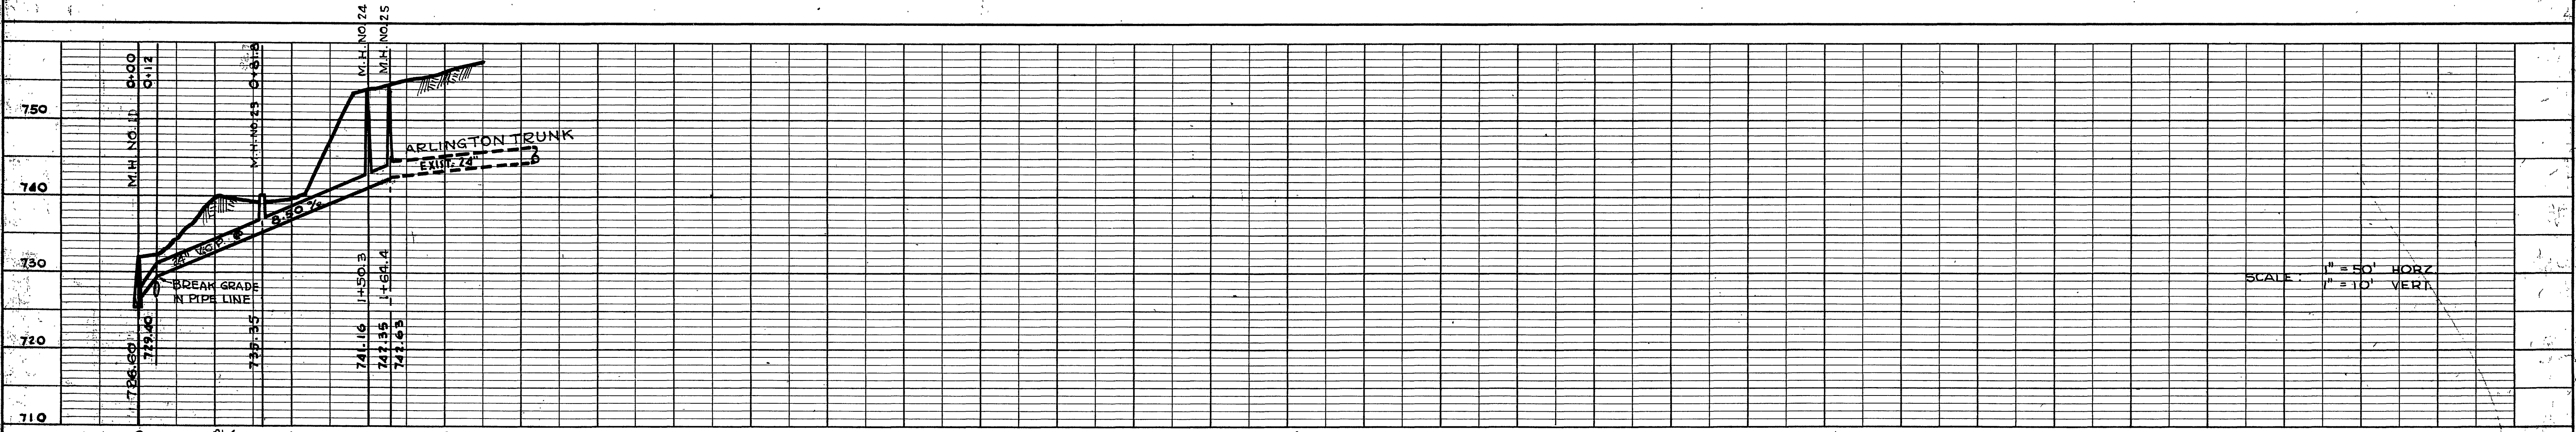 M.H. NO. 24
M.H. NO. 25
0+00
0+12
M.H. NO. 23 0+81.8
M.H. NO. 1D
750
740
730
720
710
ARLINGTON TRUNK
EXIST. 24"
24" V.C.P. @ 8.50 %
BREAK GRADE
IN PIPE LINE
1+50.3
1+64.4
726.60
729.40
735.35
741.16
742.35
742.63
SCALE: 1" = 50' HORZ
1" = 10' VERT.